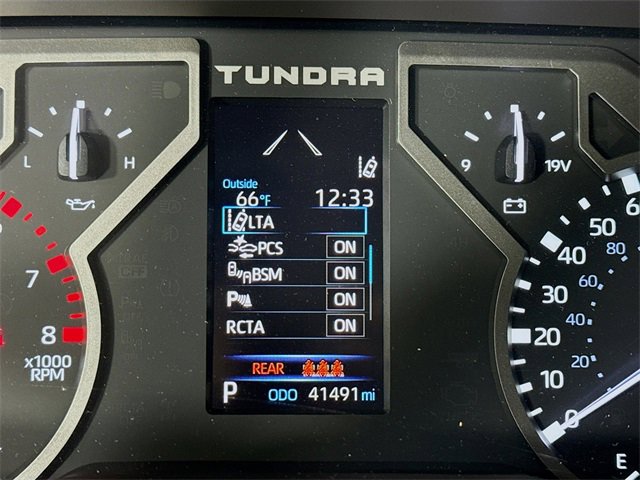 TUNDRA
L H
9 19V
Outside
66°F 12:33
LTA
PCS ON
BSM ON
P ON
RCTA ON
REAR
P ODO 41491 mi
7
8
x1000
RPM
OFF
60
50
40
30
20
10
0
80
60
40
20
E